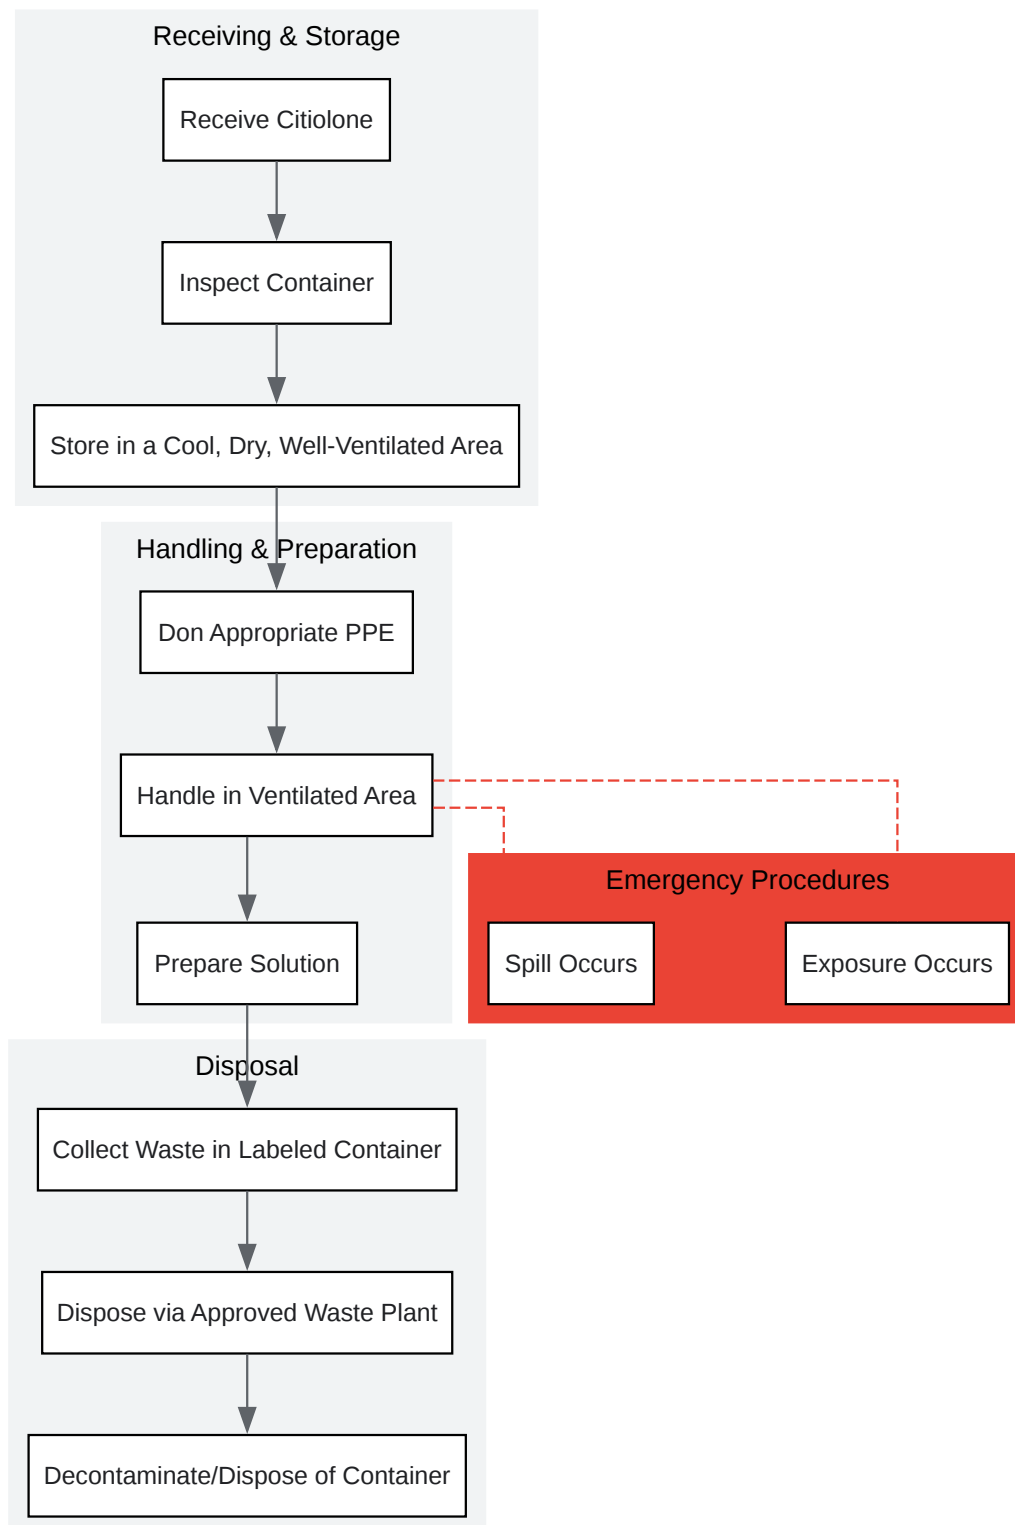 Receiving & Storage
Receive Citiolone
Inspect Container
Store in a Cool, Dry, Well-Ventilated Area
Handling & Preparation
Don Appropriate PPE
Handle in Ventilated Area
Emergency Procedures
Prepare Solution
Spill Occurs
Exposure Occurs
Disposal
Collect Waste in Labeled Container
Dispose via Approved Waste Plant
Decontaminate/Dispose of Container